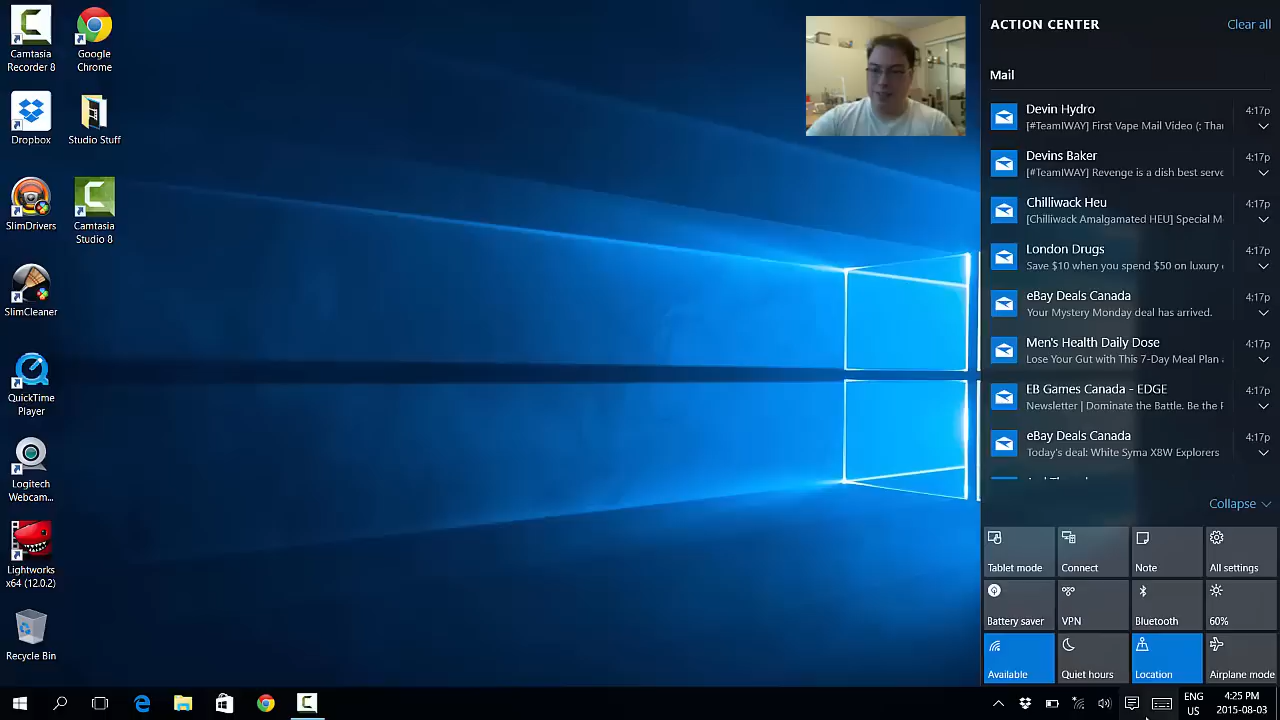 Camtasia
Recorder 8
Google
Chrome
Dropbox
Studio Stuff
SlimDrivers
Camtasia
Studio 8
SlimCleaner
QuickTime
Player
Logitech
Webcam...
Lightworks
x64 (12.0.2)
Recycle Bin
ACTION CENTER
Clear all
Mail
Devin Hydro
4:17p
[#TeamIWAY] First Vape Mail Video (: Thar
Devins Baker
4:17p
[#TeamIWAY] Revenge is a dish best serve
Chilliwack Heu
4:17p
[Chilliwack Amalgamated HEU] Special M
London Drugs
4:17p
Save $10 when you spend $50 on luxury
eBay Deals Canada
4:17p
Your Mystery Monday deal has arrived.
Men's Health Daily Dose
4:17p
Lose Your Gut with This 7-Day Meal Plan
EB Games Canada - EDGE
4:17p
Newsletter | Dominate the Battle. Be the
eBay Deals Canada
4:17p
Today's deal: White Syma X8W Explorers
Collapse
Tablet mode
Connect
Note
All settings
Battery saver
VPN
Bluetooth
60%
Available
Quiet hours
Location
Airplane mode
ENG
US
4:25 PM
2015-08-03